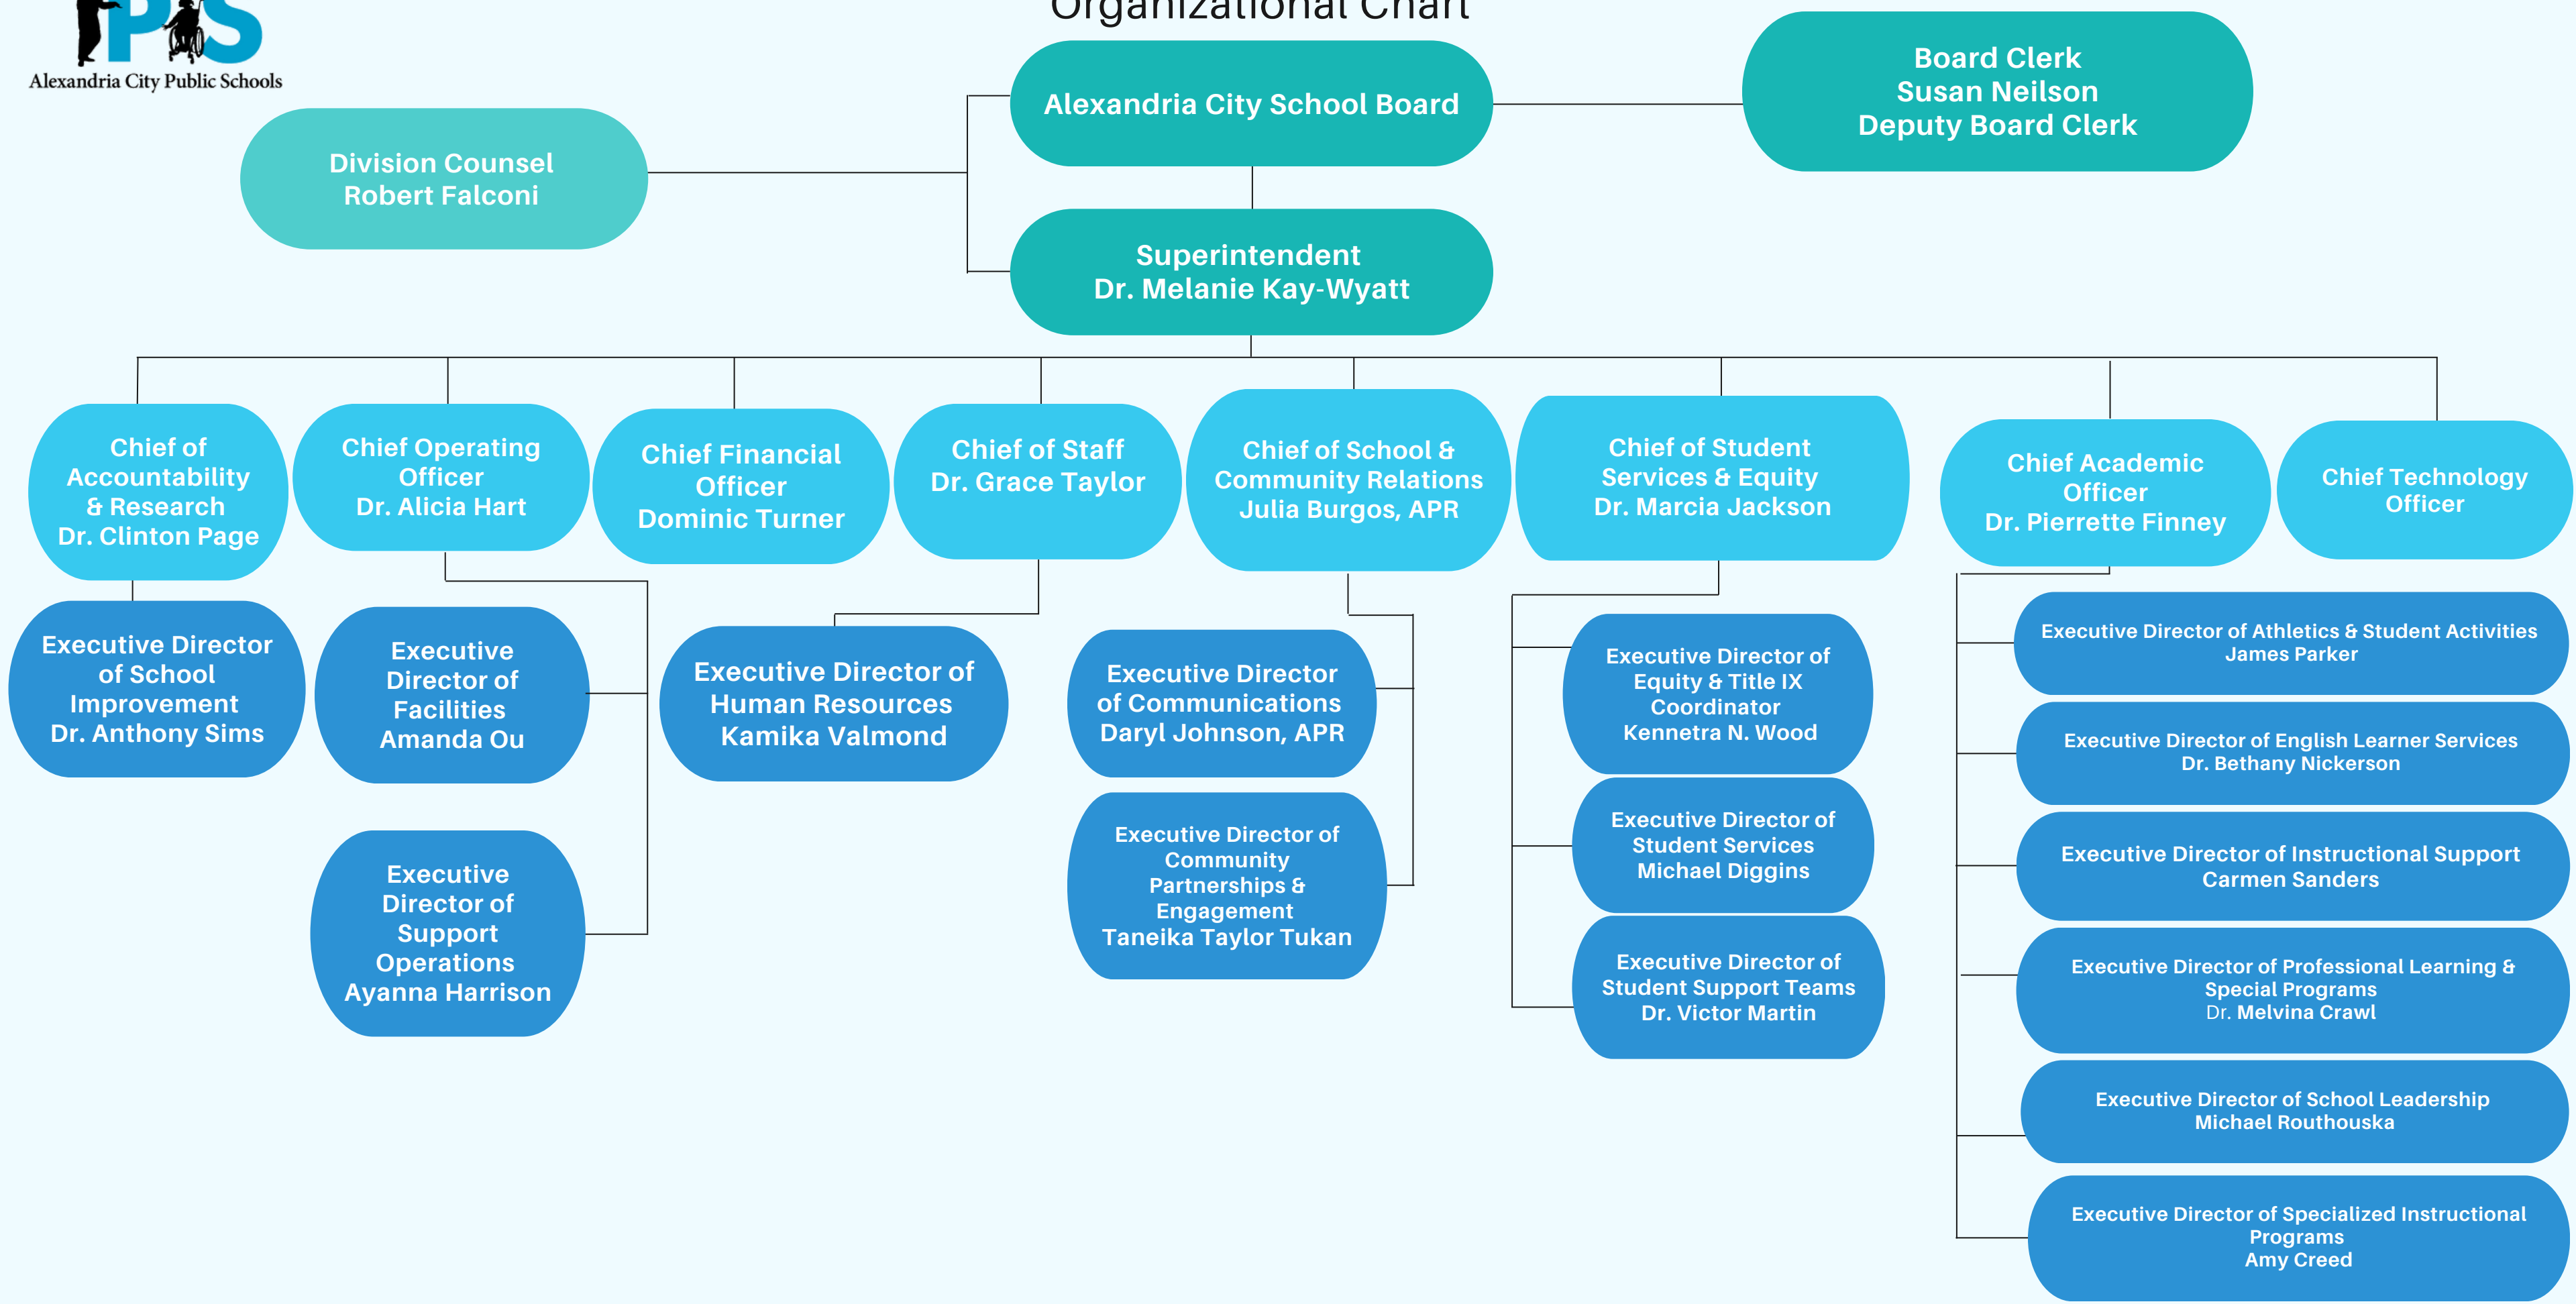 Organizational Chart
PS
Alexandria City Public Schools
Alexandria City School Board
Board Clerk
Susan Neilson
Deputy Board Clerk
Division Counsel
Robert Falconi
Superintendent
Dr. Melanie Kay-Wyatt
Chief of
Accountability
& Research
Dr. Clinton Page
Chief Operating
Officer
Dr. Alicia Hart
Chief Financial
Officer
Dominic Turner
Chief of Staff
Dr. Grace Taylor
Chief of School &
Community Relations
Julia Burgos, APR
Chief of Student
Services & Equity
Dr. Marcia Jackson
Chief Academic
Officer
Dr. Pierrette Finney
Chief Technology
Officer
Executive Director
of School
Improvement
Dr. Anthony Sims
Executive
Director of
Facilities
Amanda Ou
Executive
Director of
Support
Operations
Ayanna Harrison
Executive Director of
Human Resources
Kamika Valmond
Executive Director
of Communications
Daryl Johnson, APR
Executive Director of
Community
Partnerships &
Engagement
Taneika Taylor Tukan
Executive Director of
Equity & Title IX
Coordinator
Kennetra N. Wood
Executive Director of
Student Services
Michael Diggins
Executive Director of
Student Support Teams
Dr. Victor Martin
Executive Director of Athletics & Student Activities
James Parker
Executive Director of English Learner Services
Dr. Bethany Nickerson
Executive Director of Instructional Support
Carmen Sanders
Executive Director of Professional Learning &
Special Programs
Dr. Melvina Crawl
Executive Director of School Leadership
Michael Routhouska
Executive Director of Specialized Instructional
Programs
Amy Creed